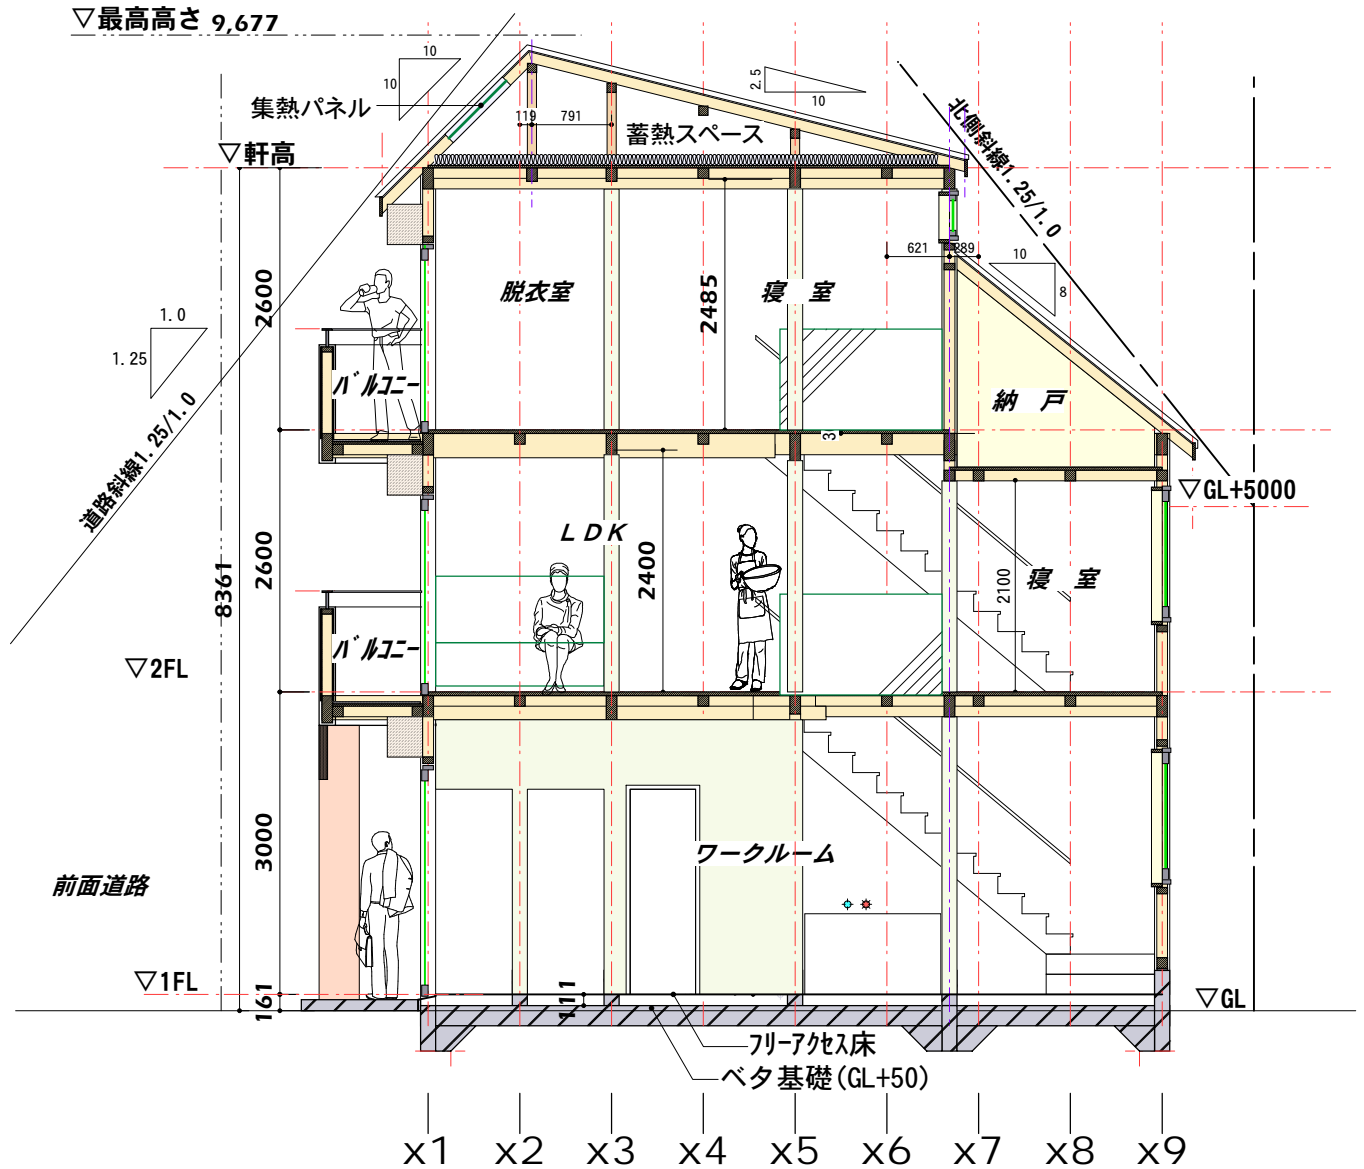 ▽最高高さ 9,677
10
10
集熱パネル
2.5
10
119
791
蓄熱スペース
北側斜線1.25/1.0
▽軒高
621
289
10
8
2600
脱衣室
2485
寝 室
1.0
1.25
バルコニー
納 戸
道路斜線1.25/1.0
3
▽GL+5000
2600
8361
LDK
2400
2100
寝 室
バルコニー
▽2FL
3000
ワークルーム
前面道路
▽1FL
161
111
▽GL
フリーアクセス床
ベタ基礎(GL+50)
x1 x2 x3 x4 x5 x6 x7 x8 x9